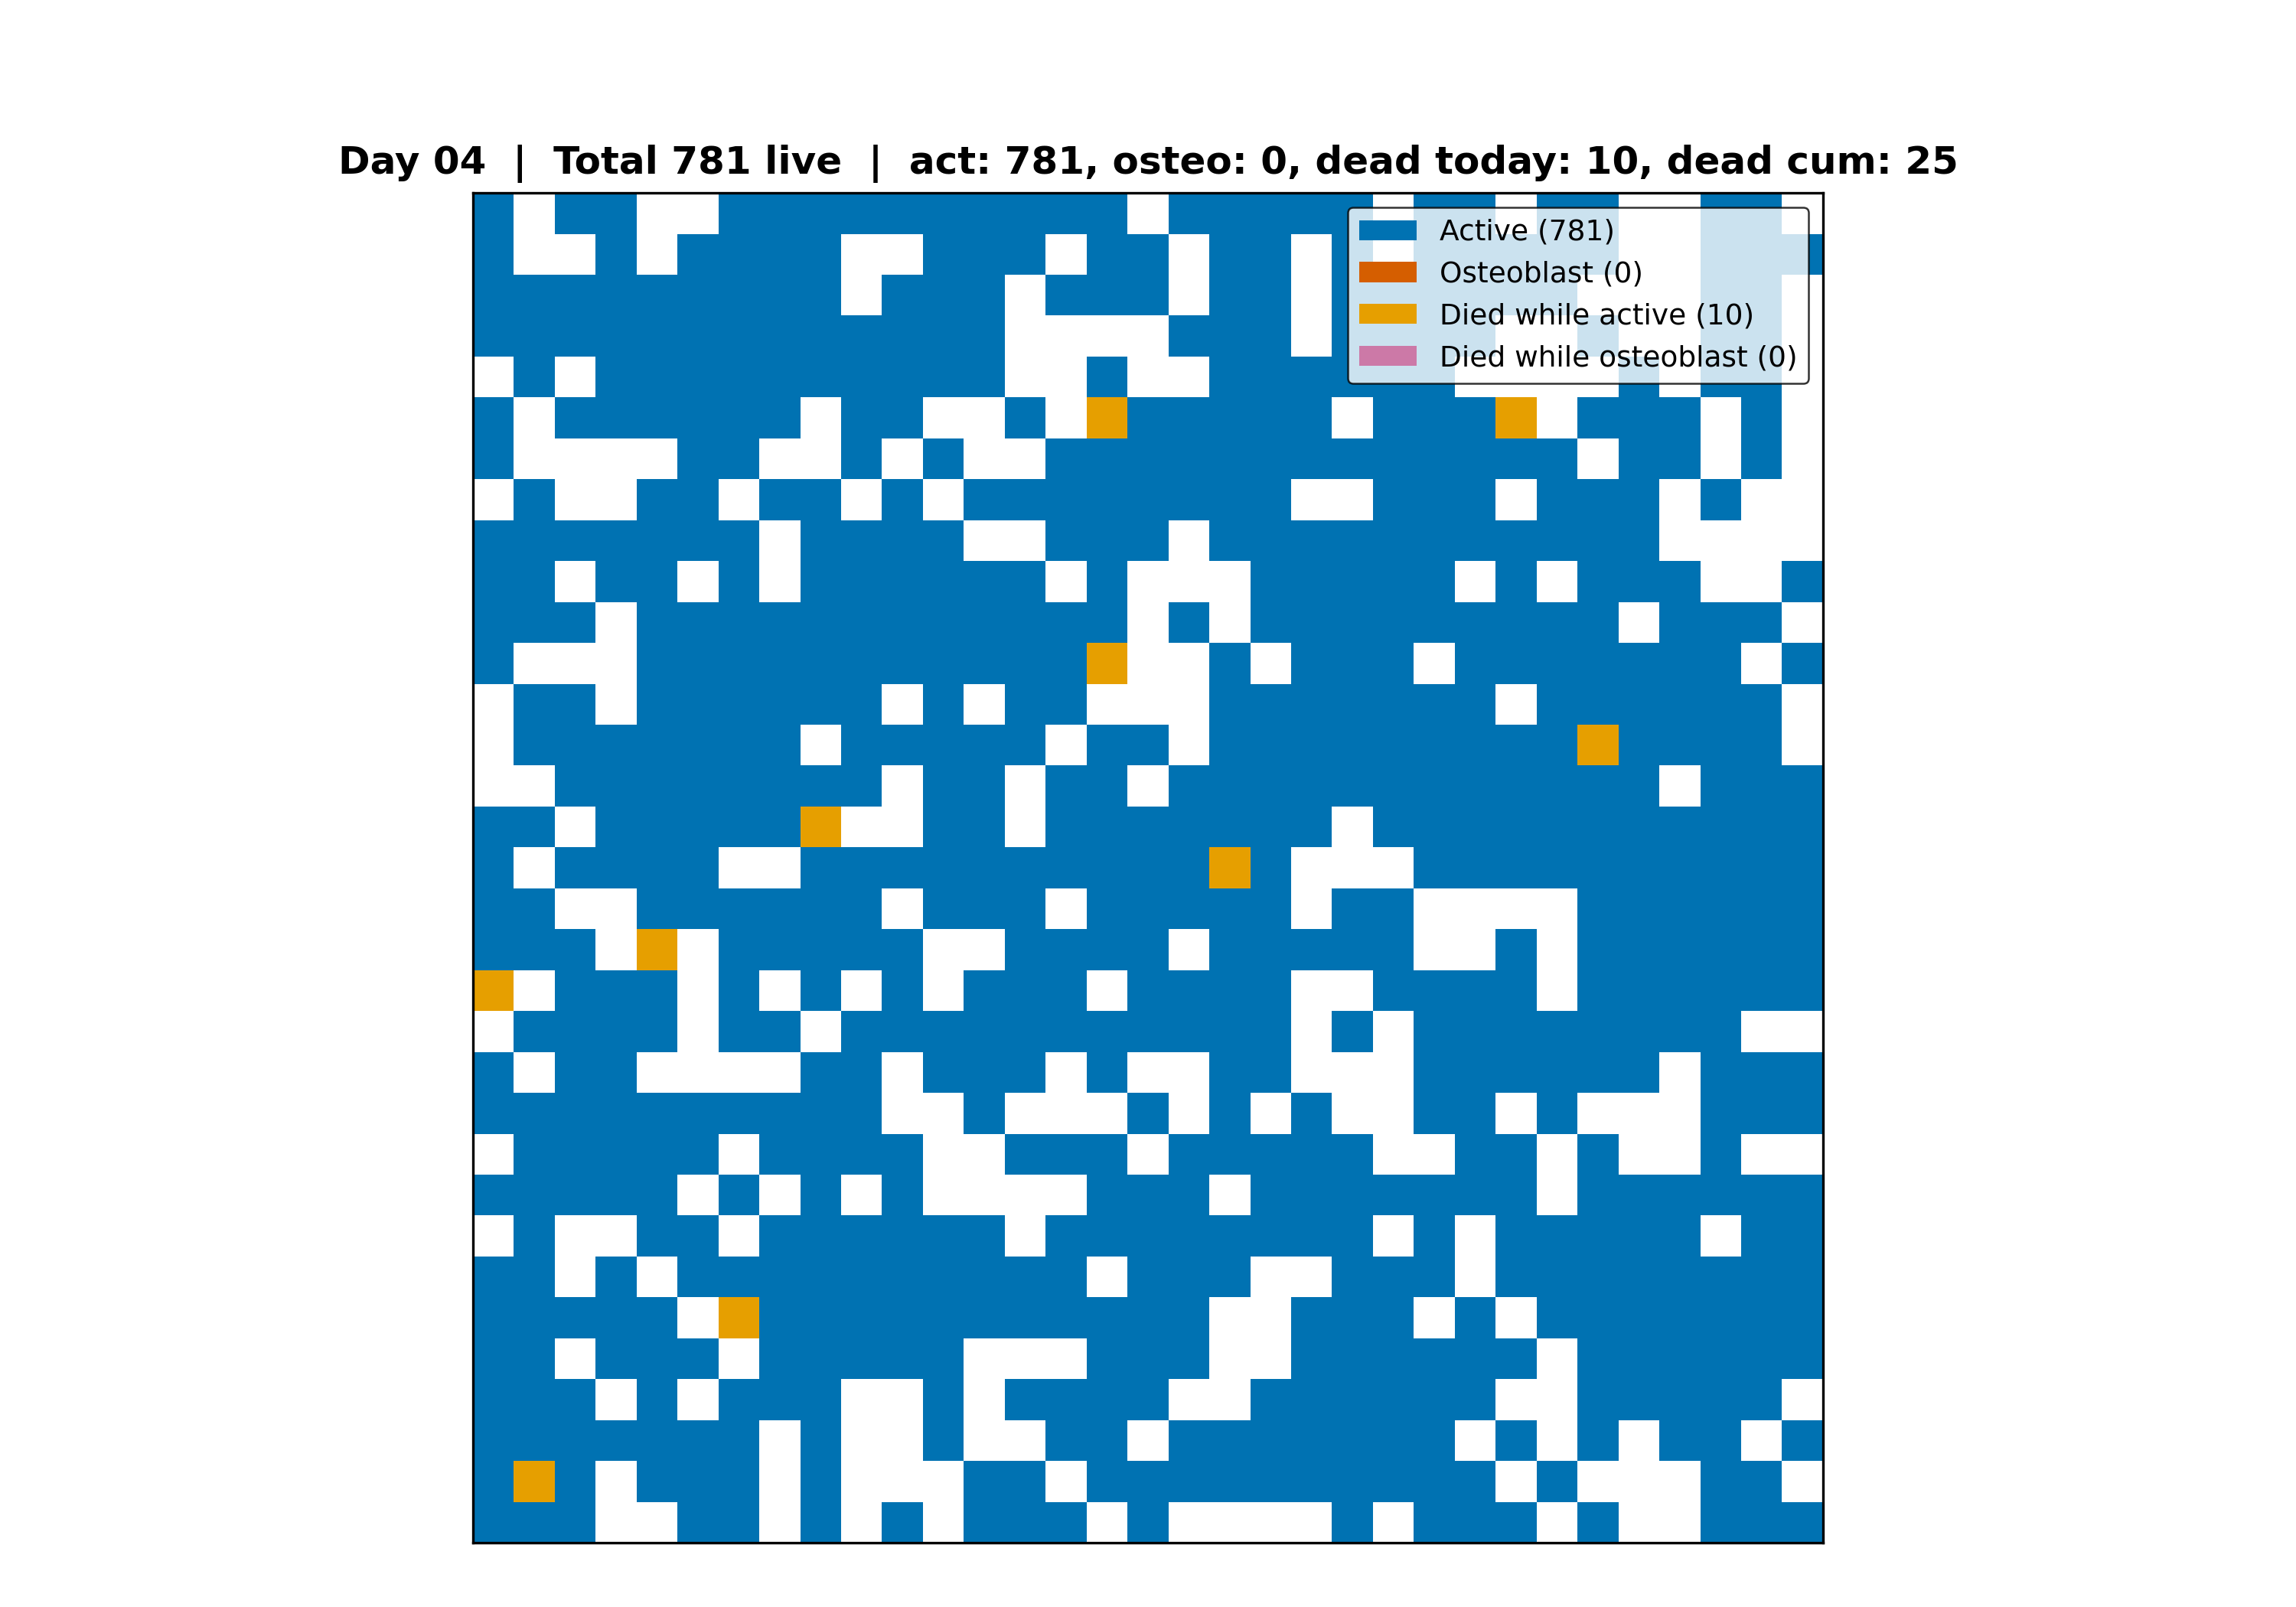 Day 04 | Total 781 live | act: 781, osteo: 0, dead today: 10, dead cum: 25
Active (781)
Osteoblast (0)
Died while active (10)
Died while osteoblast (0)